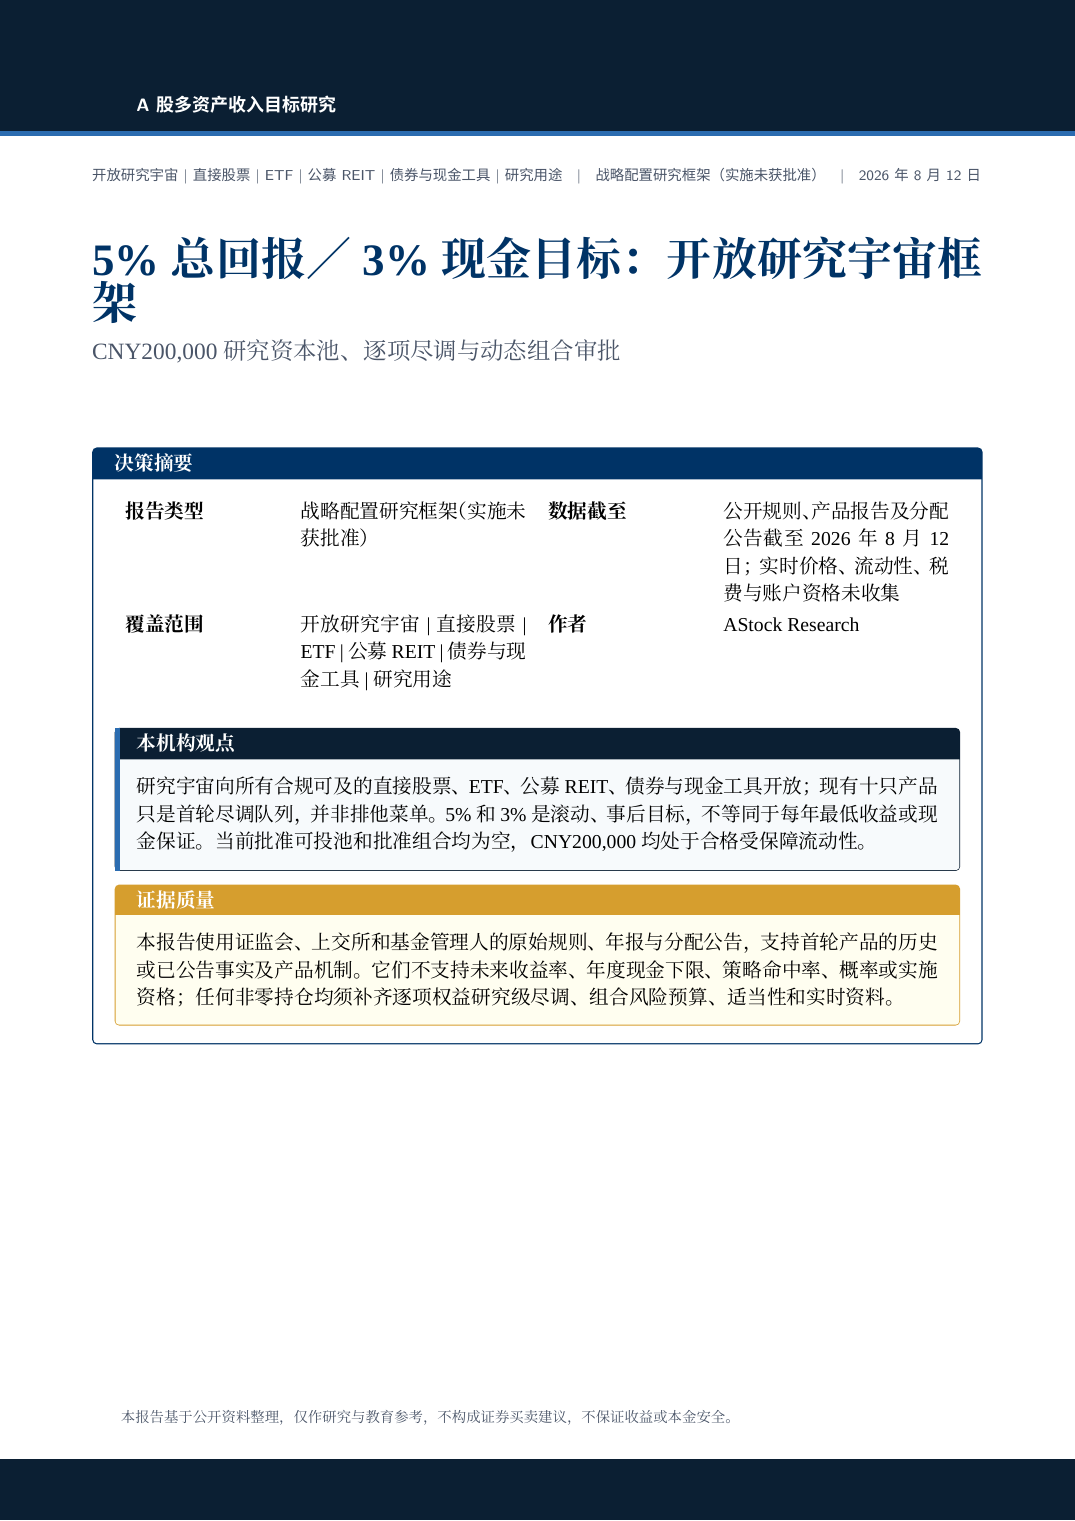 A 股多资产收入目标研究
开放研究宇宙 | 直接股票 | ETF | 公募 REIT | 债券与现金工具 | 研究用途 | 战略配置研究框架（实施未获批准） | 2026 年 8 月 12 日
5% 总回报／ 3% 现金目标：开放研究宇宙框
架
CNY200,000 研究资本池、逐项尽调与动态组合审批
决策摘要
报告类型
战略配置研究框架（实施未
获批准）
数据截至
公开规则、产品报告及分配
公告截至 2026 年 8 月 12
日；实时价格、流动性、税
费与账户资格未收集
覆盖范围
开放研究宇宙 | 直接股票 |
ETF | 公募 REIT | 债券与现
金工具 | 研究用途
作者
AStock Research
本机构观点
研究宇宙向所有合规可及的直接股票、ETF、公募 REIT、债券与现金工具开放；现有十只产品
只是首轮尽调队列，并非排他菜单。5% 和 3% 是滚动、事后目标，不等同于每年最低收益或现
金保证。当前批准可投池和批准组合均为空，CNY200,000 均处于合格受保障流动性。
证据质量
本报告使用证监会、上交所和基金管理人的原始规则、年报与分配公告，支持首轮产品的历史
或已公告事实及产品机制。它们不支持未来收益率、年度现金下限、策略命中率、概率或实施
资格；任何非零持仓均须补齐逐项权益研究级尽调、组合风险预算、适当性和实时资料。
本报告基于公开资料整理，仅作研究与教育参考，不构成证券买卖建议，不保证收益或本金安全。